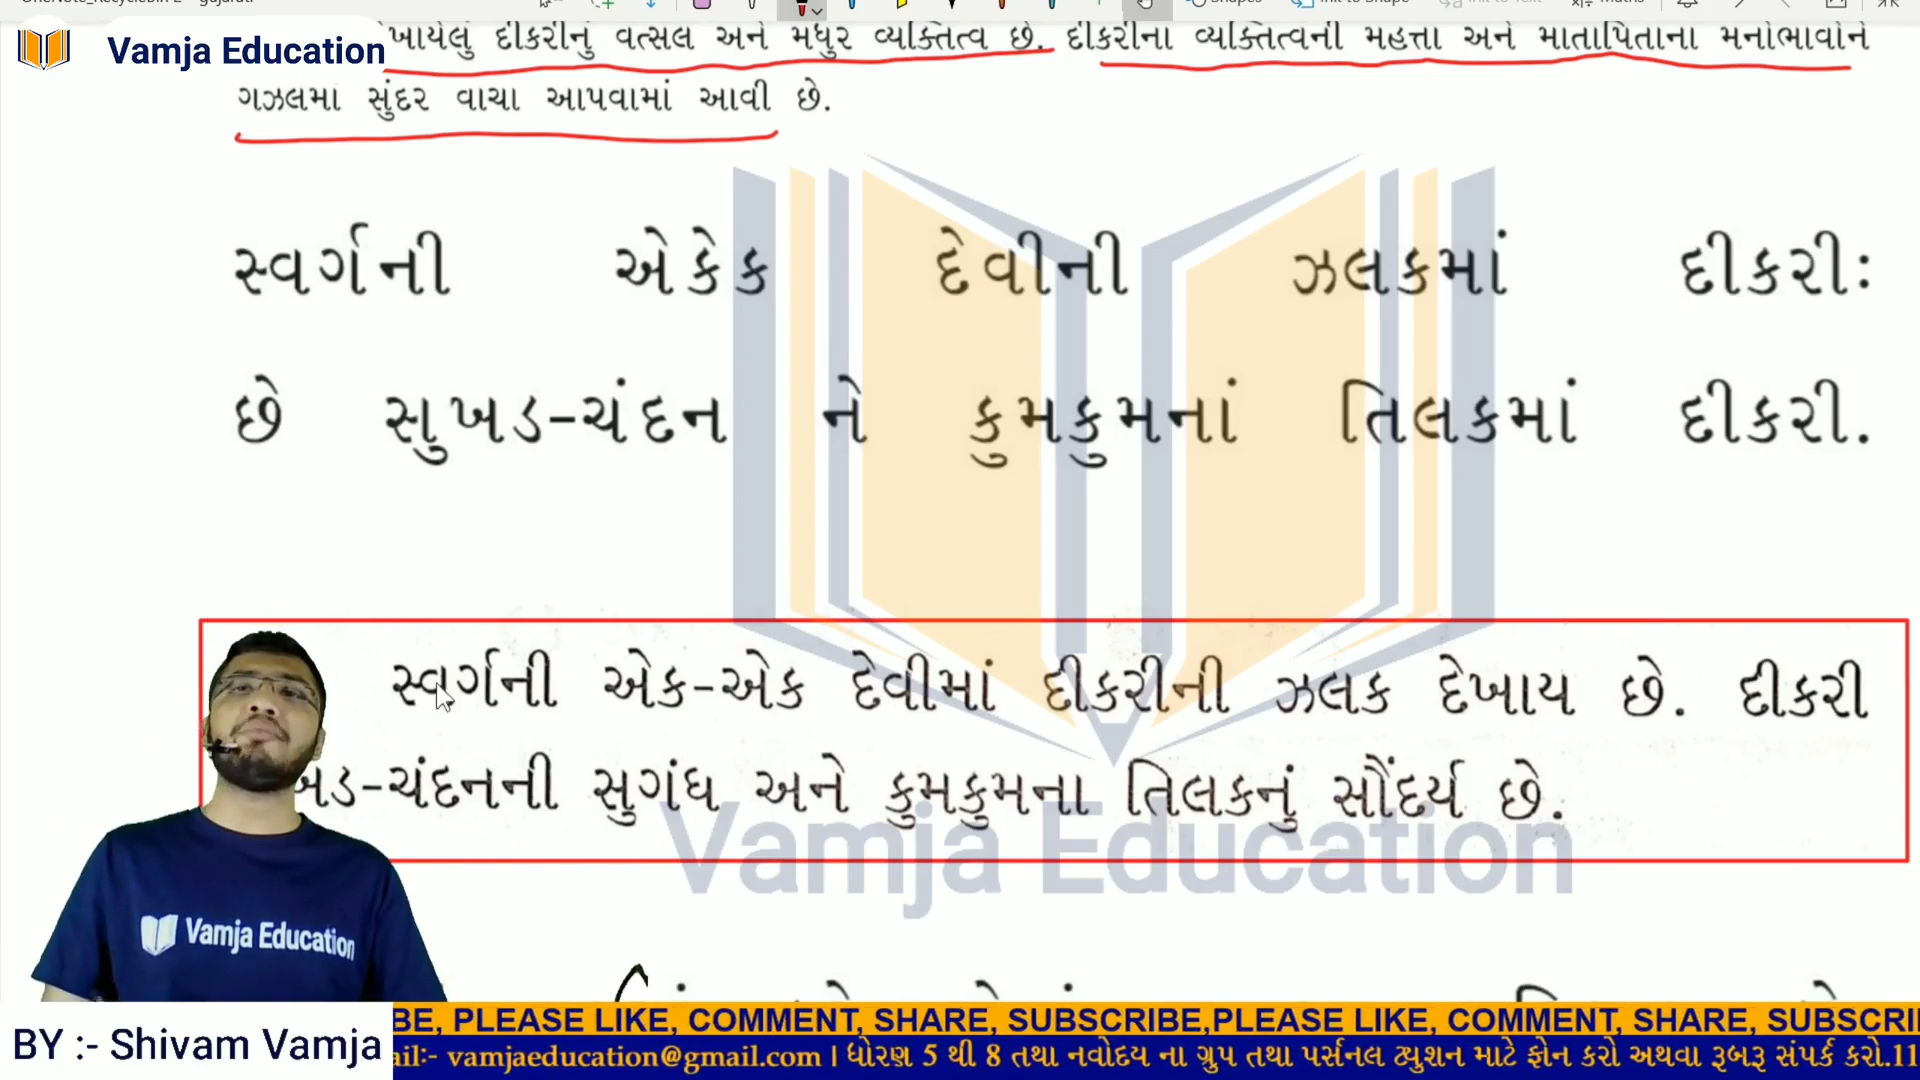 Vamja Education
દીકરીનું વત્સલ અને મધુર વ્યક્તિત્વ છે. દીકરીના વ્યક્તિત્વની મહત્તા અને માતાપિતાના મનોભાવોને
ગઝલમાં સુંદર વાચા આપવામાં આવી છે.
સ્વર્ગની એકેક દેવીની ઝલકમાં દીકરીઃ
છે સુખડ-ચંદન ને કુમકુમનાં તિલકમાં દીકરી.
સ્વર્ગની એક-એક દેવીમાં દીકરીની ઝલક દેખાય છે. દીકરી
ખડ-ચંદનની સુગંધ અને કુમકુમના તિલકનું સૌંદર્ય છે.
Vamja Education
Vamja Education
BY :- Shivam Vamja
BE, PLEASE LIKE, COMMENT, SHARE, SUBSCRIBE,PLEASE LIKE, COMMENT, SHARE, SUBSCRI
ail:- vamjaeducation@gmail.com | ધોરણ 5 થી 8 તથા નવોદય ના ગ્રુપ તથા પર્સનલ ટ્યુશન માટે ફોન કરો અથવા રૂબરૂ સંપર્ક કરો.11